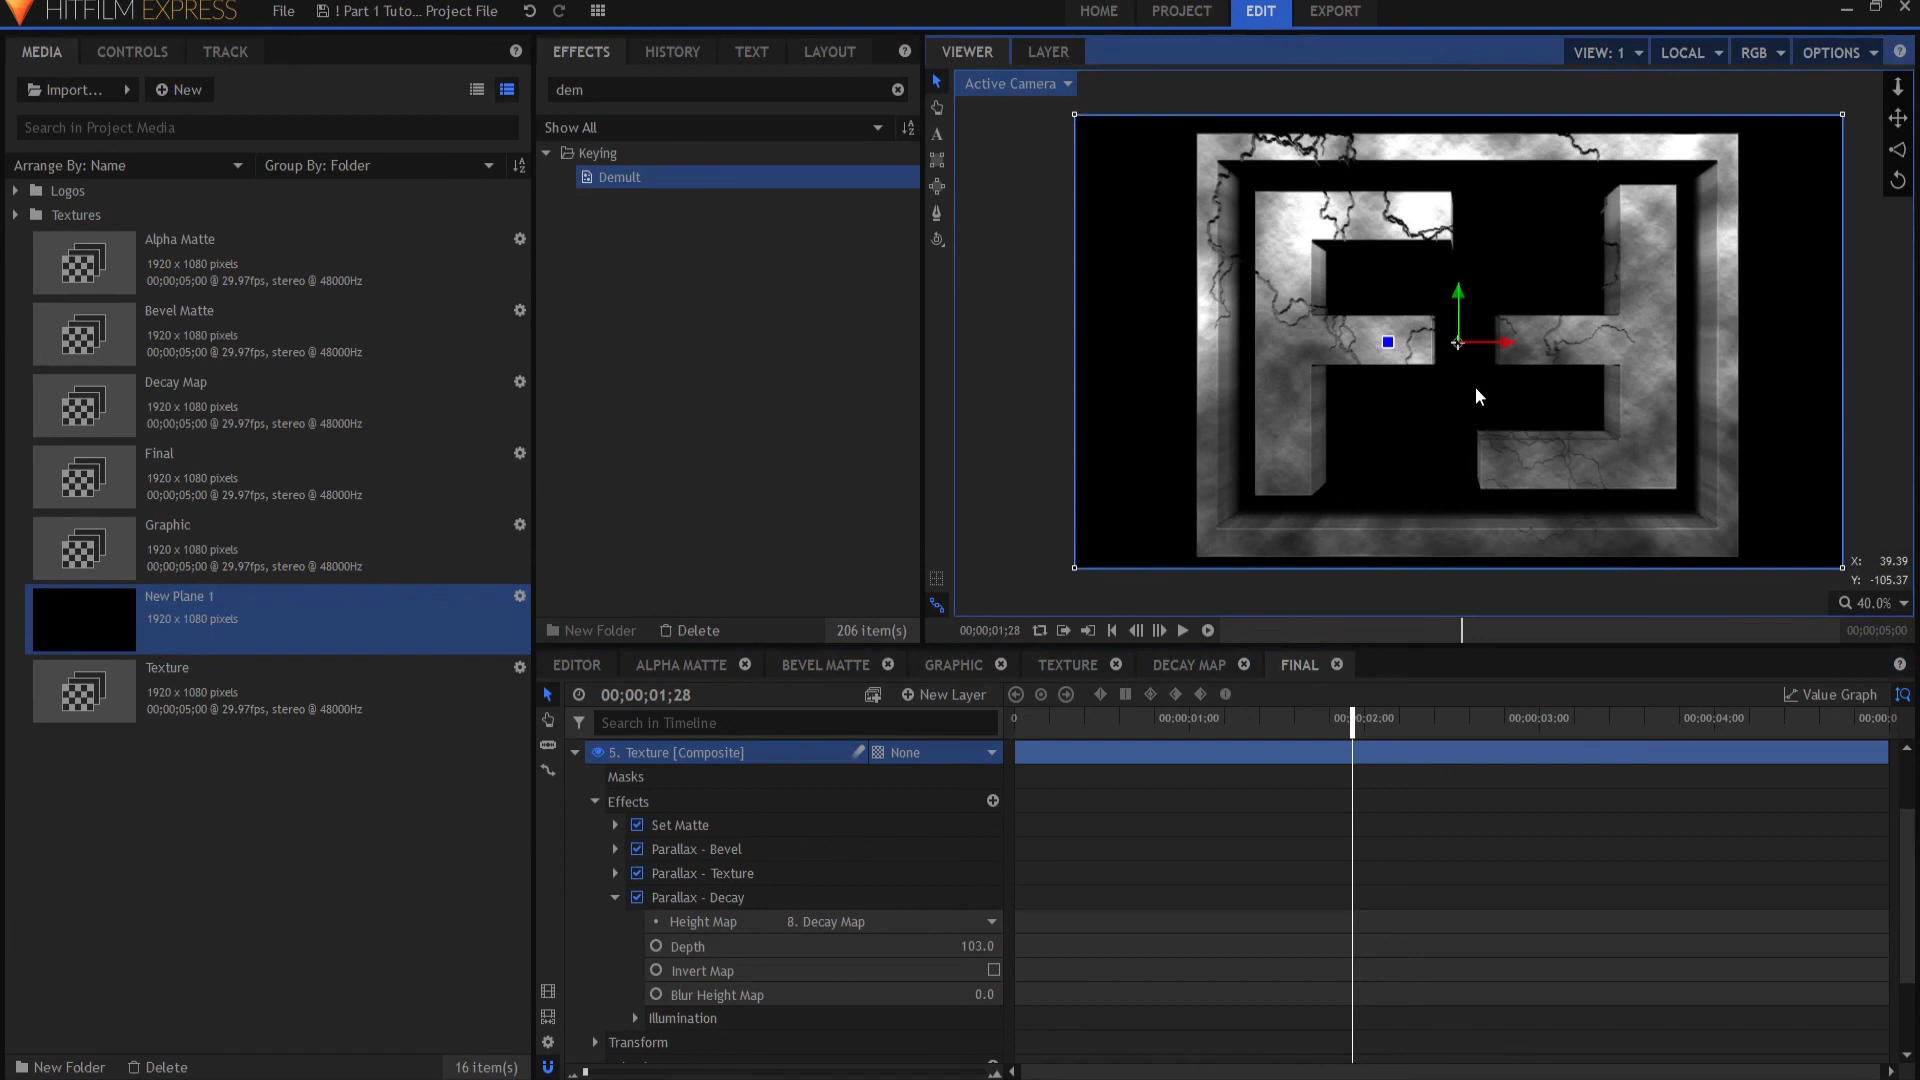 HITFILM EXPRESS
File
! Part 1 Tuto... Project File
HOME
PROJECT
EDIT
EXPORT
MEDIA
CONTROLS
TRACK
Import...
New
Search in Project Media
Arrange By: Name
Group By: Folder
Logos
Textures
Alpha Matte
1920 x 1080 pixels
00;00;05;00 @ 29.97fps, stereo @ 48000Hz
Bevel Matte
1920 x 1080 pixels
00;00;05;00 @ 29.97fps, stereo @ 48000Hz
Decay Map
1920 x 1080 pixels
00;00;05;00 @ 29.97fps, stereo @ 48000Hz
Final
1920 x 1080 pixels
00;00;05;00 @ 29.97fps, stereo @ 48000Hz
Graphic
1920 x 1080 pixels
00;00;05;00 @ 29.97fps, stereo @ 48000Hz
New Plane 1
1920 x 1080 pixels
Texture
1920 x 1080 pixels
00;00;05;00 @ 29.97fps, stereo @ 48000Hz
New Folder
Delete
16 item(s)
EFFECTS
HISTORY
TEXT
LAYOUT
dem
Show All
Keying
Demult
New Folder
Delete
206 item(s)
VIEWER
LAYER
VIEW: 1
LOCAL
RGB
OPTIONS
Active Camera
X: 39.39
Y: -105.37
40.0%
00;00;01;28
00;00;05;00
EDITOR
ALPHA MATTE
BEVEL MATTE
GRAPHIC
TEXTURE
DECAY MAP
FINAL
00;00;01;28
New Layer
Value Graph
Search in Timeline
0
00;00;01;00
00;00;02;00
00;00;03;00
00;00;04;00
00;00;0
5. Texture [Composite]
None
Masks
Effects
Set Matte
Parallax - Bevel
Parallax - Texture
Parallax - Decay
Height Map
8. Decay Map
Depth
103.0
Invert Map
Blur Height Map
0.0
Illumination
Transform